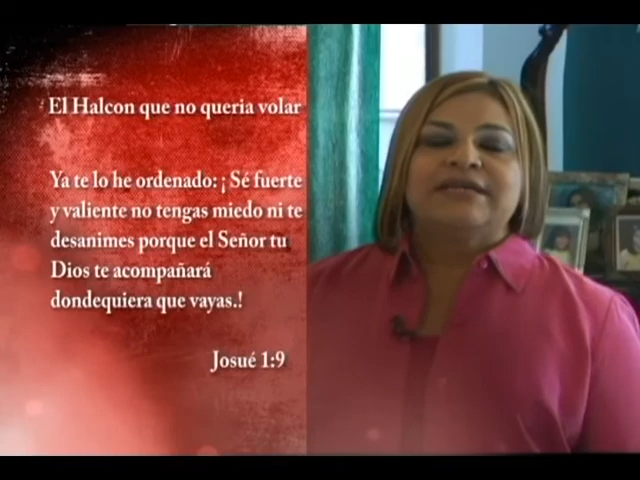 El Halcon que no queria volar
Ya te lo he ordenado: ¡ Sé fuerte
y valiente no tengas miedo ni te
desanimes porque el Señor tu
Dios te acompañará
dondequiera que vayas.!
Josué 1:9